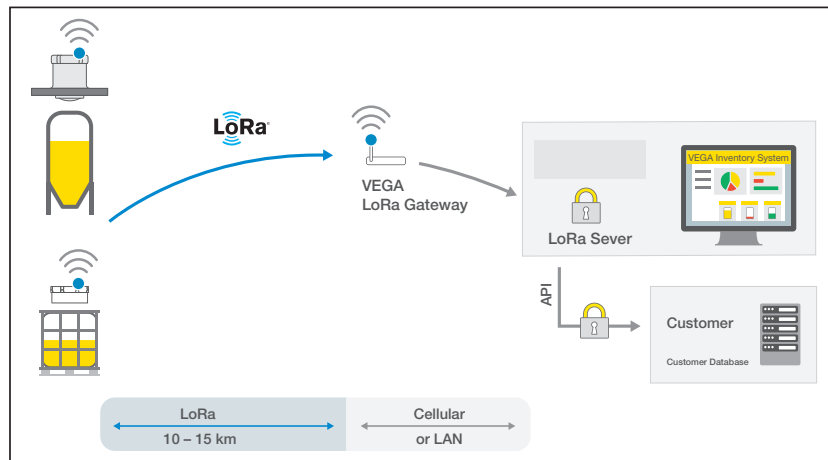 LoRa
VEGA
LoRa Gateway
VEGA Inventory System
LoRa Sever
API
Customer
Customer Database
LoRa
10 – 15 km
Cellular
or LAN